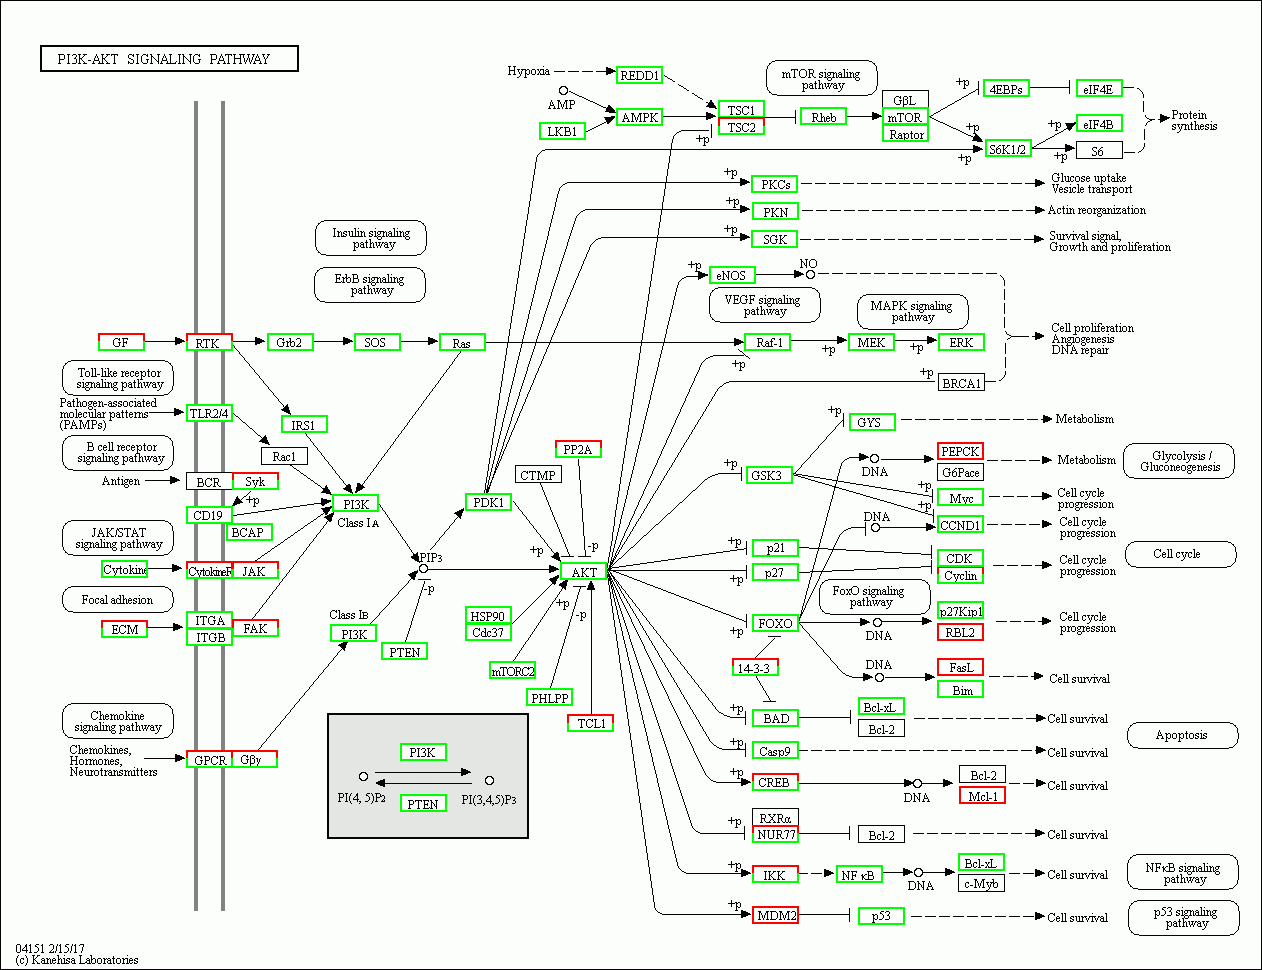 PI3K-AKT SIGNALING PATHWAY
Hypoxia
REDD1
mTOR signaling
pathway
AMP
LKB1
AMPK
TSC1
TSC2
+p
Rheb
GβL
mTOR
Raptor
+p
+p
4EBPs
eIF4E
S6K1/2
+p
+p
+p
eIF4B
S6
Protein
synthesis
+p
PKCs
Glucose uptake
Vesicle transport
+p
PKN
Actin reorganization
+p
SGK
Survival signal,
Growth and proliferation
Insulin signaling
pathway
ErbB signaling
pathway
+p
eNOS
NO
VEGF signaling
pathway
MAPK signaling
pathway
GF
RTK
Grb2
SOS
Ras
Raf-1
+p
MEK
+p
ERK
+p
Cell proliferation
Angiogenesis
DNA repair
+p
BRCA1
Toll-like receptor
signaling pathway
Pathogen-associated
molecular patterns
(PAMPs)
TLR2/4
IRS1
B cell receptor
signaling pathway
Rac1
Antigen
BCR
Syk
+p
CD19
BCAP
PI3K
Class IA
PDK1
CTMP
PP2A
+p
-p
+p
GYS
Metabolism
+p
GSK3
DNA
PEPCK
G6Pace
Metabolism
Glycolysis /
Gluconeogenesis
+p
Myc
Cell cycle
progression
+p
DNA
CCND1
Cell cycle
progression
JAK/STAT
signaling pathway
Cytokine
CytokineR
JAK
PIP3
-p
AKT
+p
-p
+p
p21
+p
p27
CDK
Cyclin
Cell cycle
progression
Cell cycle
Focal adhesion
ECM
ITGA
ITGB
FAK
Class IB
PI3K
PTEN
HSP90
Cdc37
mTORC2
PHLPP
TCL1
FoxO signaling
pathway
FOXO
+p
DNA
p27Kip1
RBL2
Cell cycle
progression
14-3-3
DNA
FasL
Bim
Cell survival
Chemokine
signaling pathway
Chemokines,
Hormones,
Neurotransmitters
GPCR
Gβγ
PI3K
PI(4, 5)P2
PI(3,4,5)P3
PTEN
+p
BAD
Bcl-xL
Bcl-2
Cell survival
Apoptosis
+p
Casp9
Cell survival
+p
CREB
DNA
Bcl-2
Mcl-1
Cell survival
+p
RXRα
NUR77
Bcl-2
Cell survival
+p
IKK
NFκB
DNA
Bcl-xL
c-Myb
Cell survival
NFκB signaling
pathway
+p
MDM2
p53
Cell survival
p53 signaling
pathway
04151 2/15/17
(c) Kanehisa Laboratories